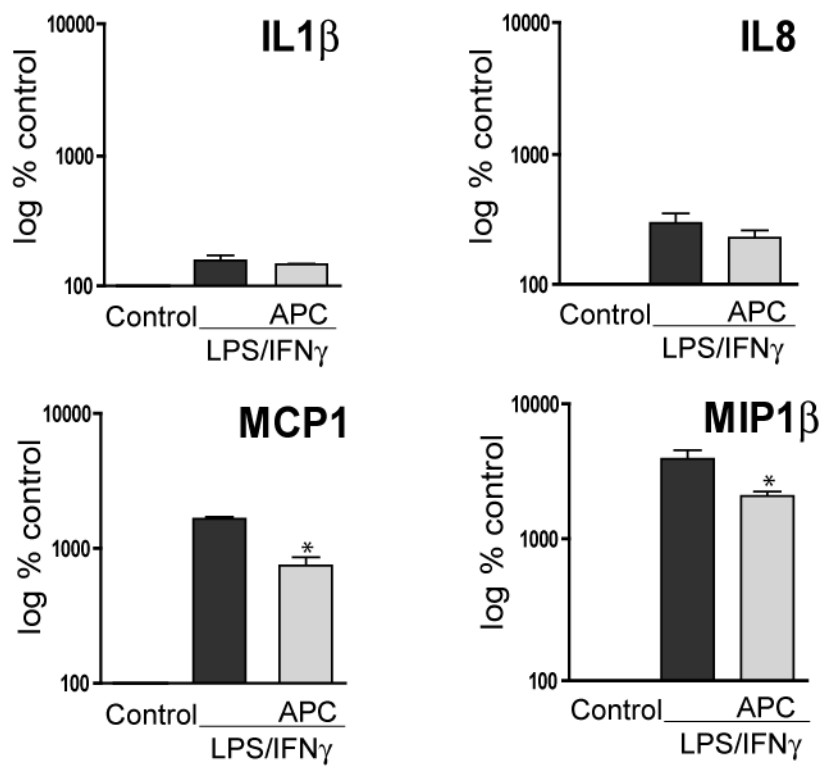 IL1β
10000
1000
100
log % control
Control
APC
LPS/IFNγ
IL8
10000
1000
100
log % control
Control
APC
LPS/IFNγ
MCP1
10000
1000
100
log % control
*
Control
APC
LPS/IFNγ
MIP1β
10000
1000
100
log % control
*
Control
APC
LPS/IFNγ